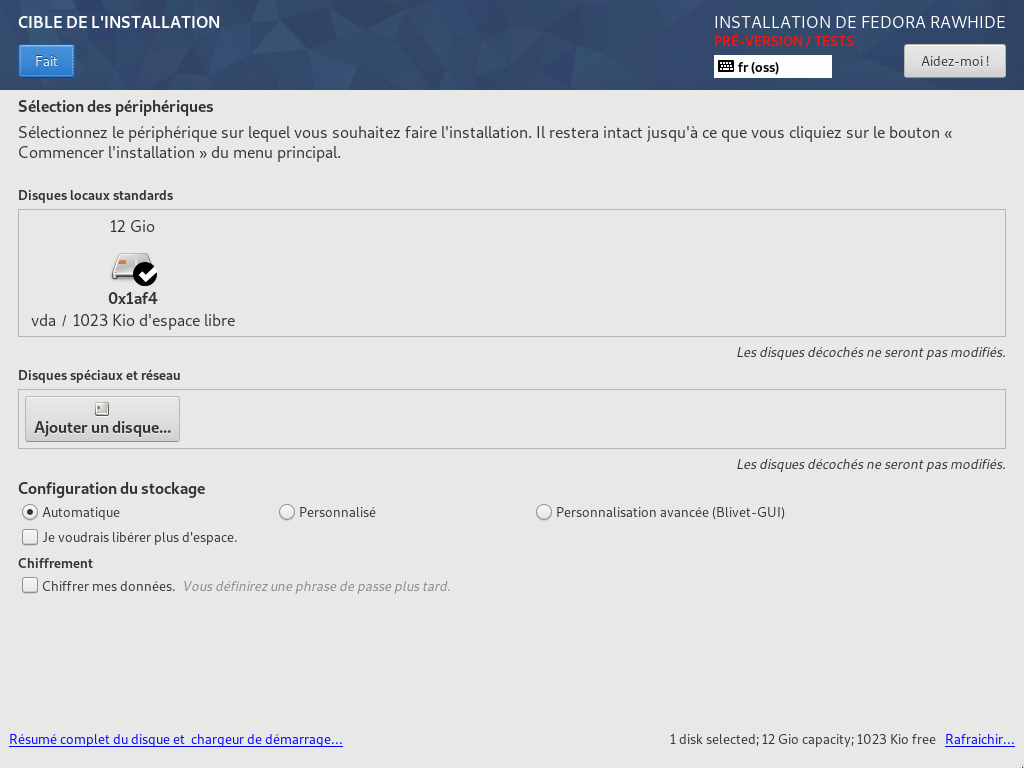 CIBLE DE L'INSTALLATION
INSTALLATION DE FEDORA RAWHIDE
PRÉ-VERSION / TESTS
Fait
fr (oss)
Aidez-moi !
Sélection des périphériques
Sélectionnez le périphérique sur lequel vous souhaitez faire l'installation. Il restera intact jusqu'à ce que vous cliquiez sur le bouton «
Commencer l'installation » du menu principal.
Disques locaux standards
12 Gio
0x1af4
vda / 1023 Kio d'espace libre
Les disques décochés ne seront pas modifiés.
Disques spéciaux et réseau
Ajouter un disque...
Les disques décochés ne seront pas modifiés.
Configuration du stockage
Automatique Personnalisé Personnalisation avancée (Blivet-GUI)
Je voudrais libérer plus d'espace.
Chiffrement
Chiffrer mes données. Vous définirez une phrase de passe plus tard.
Résumé complet du disque et  chargeur de démarrage... 1 disk selected; 12 Gio capacity; 1023 Kio free Rafraichir...